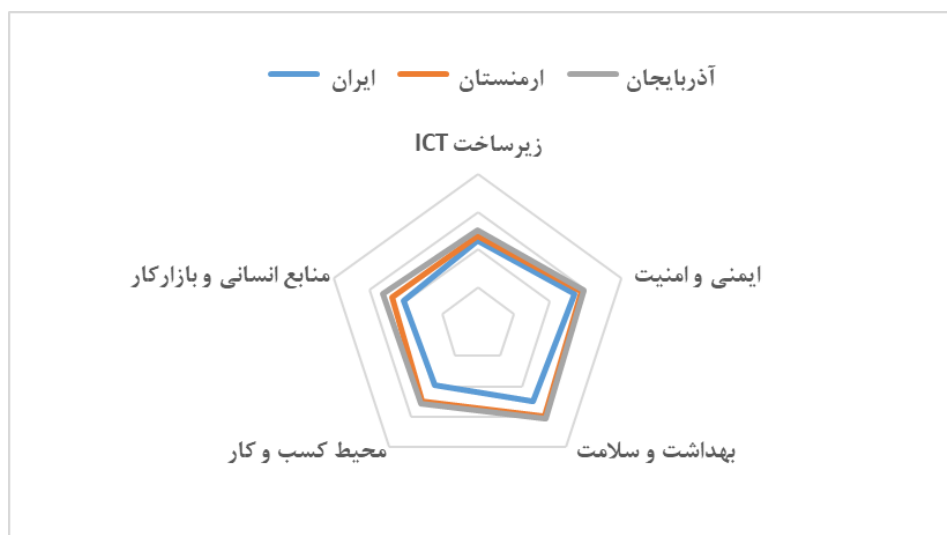 ایران ارمنستان آذربایجان
زیرساخت ICT
ایمنی و امنیت
بهداشت و سلامت
محیط کسب و کار
منابع انسانی و بازارکار